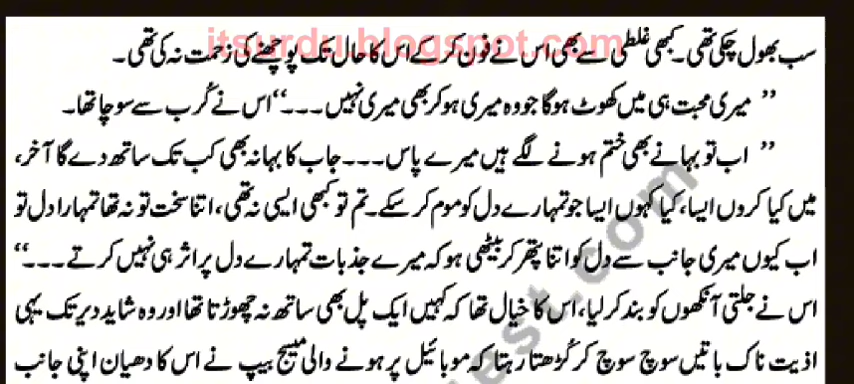 itsurdu.blogspot.com
سب بھول چکی تھی۔ کبھی غلطی سے بھی اس نے فون کر کے اس کا حال تک پوچھنے کی زحمت نہ کی تھی۔
’’ میری محبت ہی میں کھوٹ ہوگا جو وہ میری ہو کر بھی میری نہیں ۔۔۔‘‘ اس نے کُرب سے سوچا تھا۔
’’ اب تو بہانے بھی ختم ہونے لگے ہیں میرے پاس ۔۔۔ جاب کا بہانہ بھی کب تک ساتھ دے گا آخر،
میں کیا کروں ایسا، کیا کہوں ایسا جو تمہارے دل کو موم کر سکے۔ تم تو کبھی ایسی نہ تھی، اتنا سخت تو نہ تھا تمہارا دل تو
اب کیوں میری جانب سے دل کو اتنا پتھر کر بیٹھی ہو کہ میرے جذبات تمہارے دل پر اثر ہی نہیں کرتے ۔۔۔‘‘
اس نے جلتی آنکھوں کو بند کر لیا، اس کا خیال تھا کہ کہیں ایک پل بھی ساتھ نہ چھوڑتا تھا اور وہ شاید دیر تک یہی
اذیت ناک باتیں سوچ سوچ کر کُڑھتا رہتا کہ موبائیل پر ہونے والی میسج بیپ نے اس کا دھیان اپنی جانب